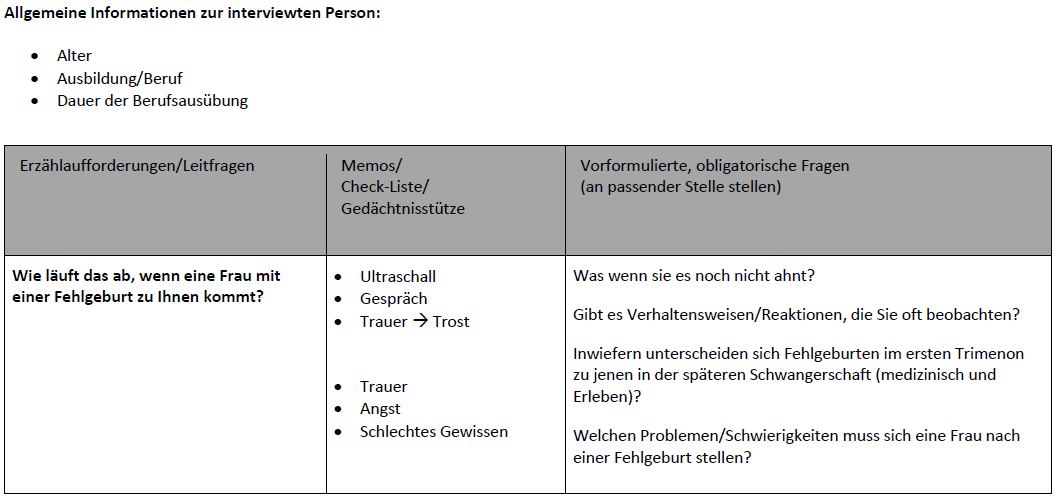 Allgemeine Informationen zur interviewten Person:
• Alter
• Ausbildung/Beruf
• Dauer der Berufsausübung
Erzählaufforderungen/Leitfragen
Memos/
Check-Liste/
Gedächtnisstütze
Vorformulierte, obligatorische Fragen
(an passender Stelle stellen)
Wie läuft das ab, wenn eine Frau mit
einer Fehlgeburt zu Ihnen kommt?
• Ultraschall
• Gespräch
• Trauer → Trost
• Trauer
• Angst
• Schlechtes Gewissen
Was wenn sie es noch nicht ahnt?
Gibt es Verhaltensweisen/Reaktionen, die Sie oft beobachten?
Inwiefern unterscheiden sich Fehlgeburten im ersten Trimenon
zu jenen in der späteren Schwangerschaft (medizinisch und
Erleben)?
Welchen Problemen/Schwierigkeiten muss sich eine Frau nach
einer Fehlgeburt stellen?